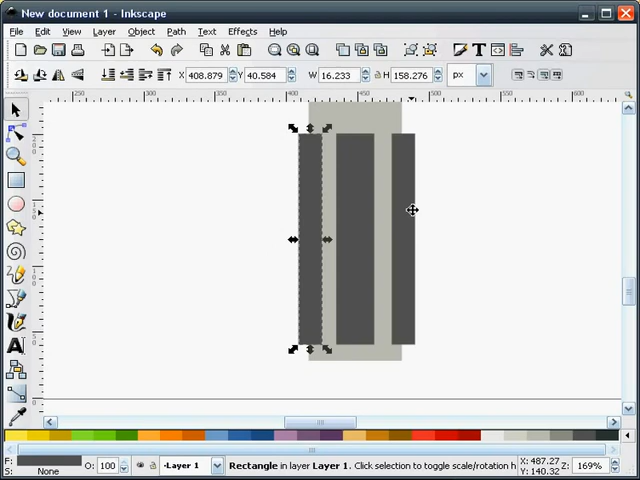 New document 1 - Inkscape
File Edit View Layer Object Path Text Effects Help
X 408.879 Y 40.584 W 16.233 H 158.276 px
250 300 400 450 500 550 600
F: S: None O: 100 Layer 1 Rectangle in layer Layer 1. Click selection to toggle scale/rotation h X: 487.27 Y: 140.32 Z: 169%